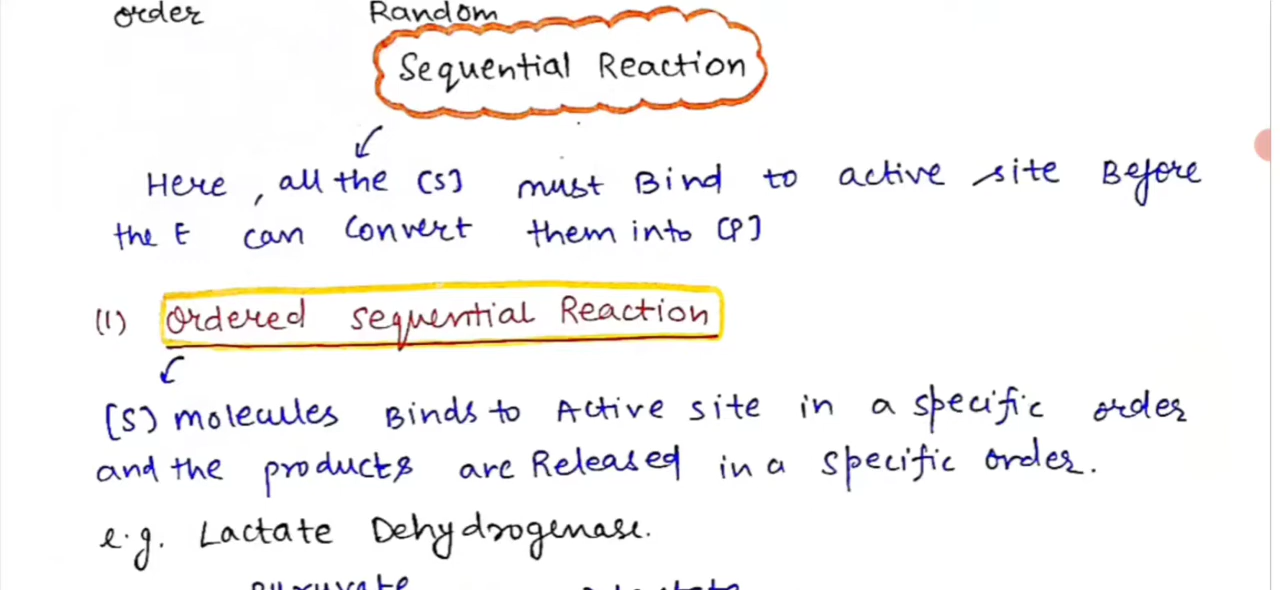 order Random
Sequential Reaction
Here, all the [S] must Bind to active site Before
the E can Convert them into [P]
(1) Ordered sequential Reaction
[S] molecules Binds to Active site in a specific order
and the products are Released in a specific order.
e.g. Lactate Dehydrogenase.